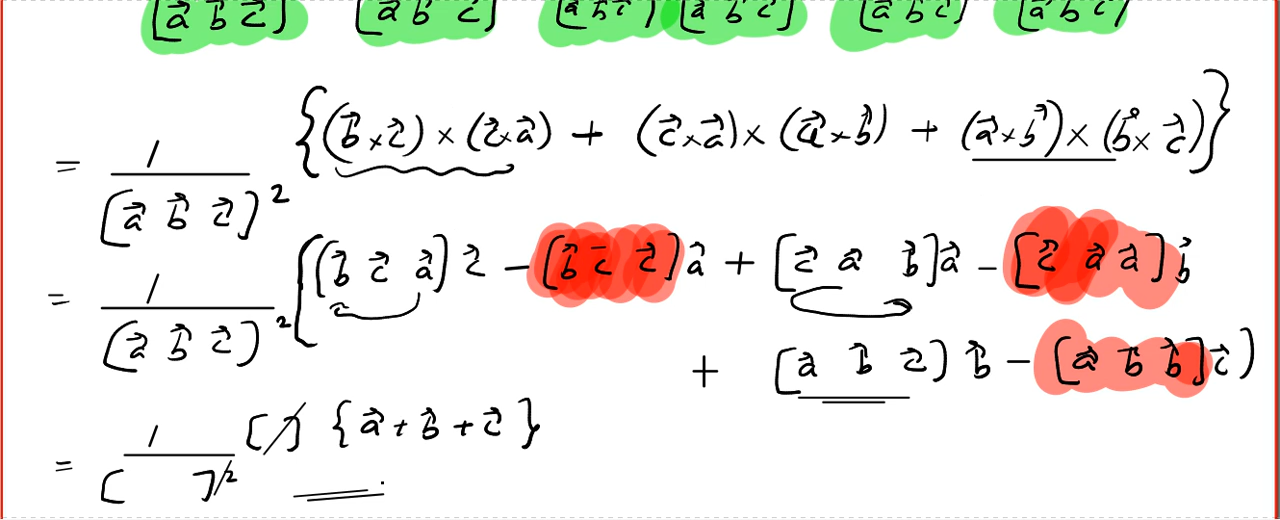 [a⃗ b⃗ c⃗] [a⃗ b⃗ c⃗] [a⃗ b⃗ c⃗] [a⃗ b⃗ c⃗] [a⃗ b⃗ c⃗] [a⃗ b⃗ c⃗]
= 1/[a⃗ b⃗ c⃗]² {(b⃗ × c⃗) × (c⃗ × a⃗) + (c⃗ × a⃗) × (a⃗ × b⃗) + (a⃗ × b⃗) × (b⃗ × c⃗)}
= 1/[a⃗ b⃗ c⃗]² [[b⃗ c⃗ a⃗] c⃗ − [b⃗ c⃗ c⃗] a⃗ + [c⃗ a⃗ b⃗] a⃗ − [c⃗ a⃗ a⃗] b⃗
+ [a⃗ b⃗ c⃗] b⃗ − [a⃗ b⃗ b⃗] c⃗)
= 1/[ ]² [ ] {a⃗ + b⃗ + c⃗}